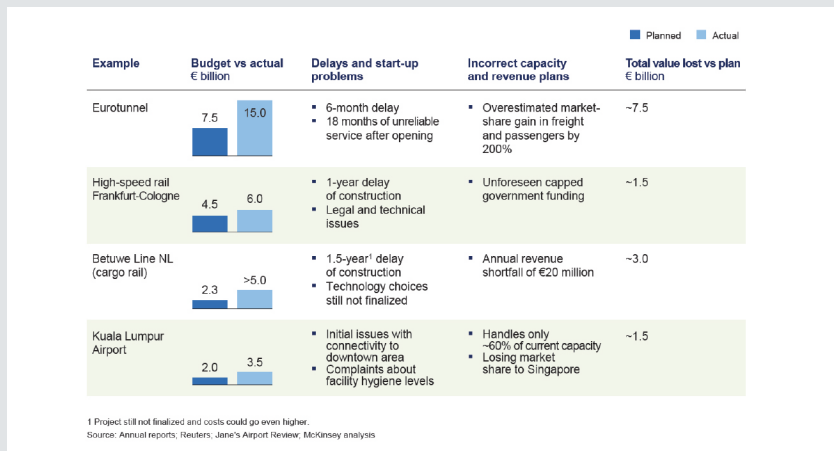 Planned Actual
Example
Budget vs actual
€ billion
Delays and start-up
problems
Incorrect capacity
and revenue plans
Total value lost vs plan
€ billion
Eurotunnel
7.5
15.0
▪ 6-month delay
▪ 18 months of unreliable
service after opening
▪ Overestimated market-
share gain in freight
and passengers by
200%
~7.5
High-speed rail
Frankfurt-Cologne
4.5
6.0
▪ 1-year delay
of construction
▪ Legal and technical
issues
▪ Unforeseen capped
government funding
~1.5
Betuwe Line NL
(cargo rail)
2.3
>5.0
▪ 1.5-year¹ delay
of construction
▪ Technology choices
still not finalized
▪ Annual revenue
shortfall of €20 million
~3.0
Kuala Lumpur
Airport
2.0
3.5
▪ Initial issues with
connectivity to
downtown area
▪ Complaints about
facility hygiene levels
▪ Handles only
~60% of current capacity
▪ Losing market
share to Singapore
~1.5
1 Project still not finalized and costs could go even higher.
Source: Annual reports; Reuters; Jane's Airport Review; McKinsey analysis